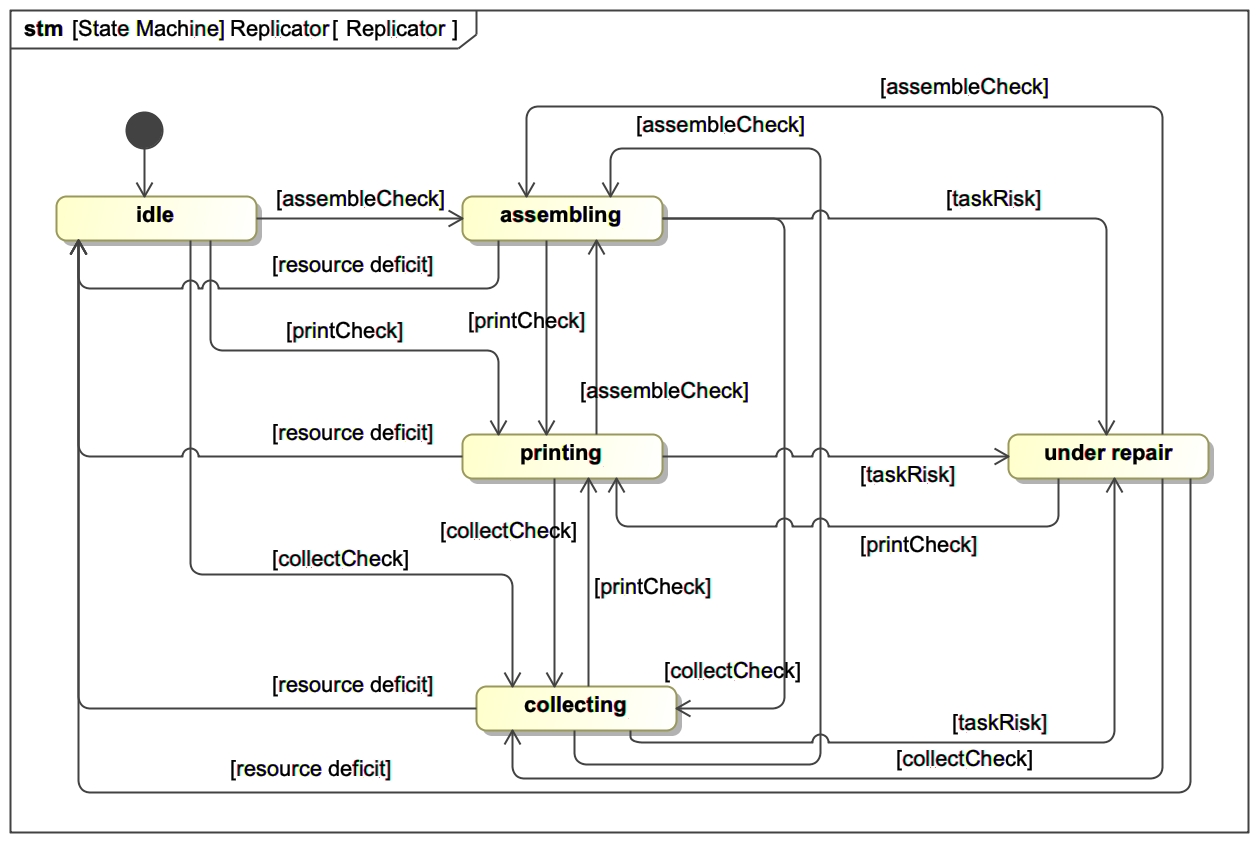 stm [State Machine] Replicator[ Replicator ]
[assembleCheck]
[assembleCheck]
idle
[assembleCheck]
assembling
[taskRisk]
[resource deficit]
[printCheck]
[printCheck]
[assembleCheck]
[resource deficit]
printing
under repair
[taskRisk]
[collectCheck]
[printCheck]
[collectCheck]
[printCheck]
[collectCheck]
[resource deficit]
collecting
[taskRisk]
[collectCheck]
[resource deficit]